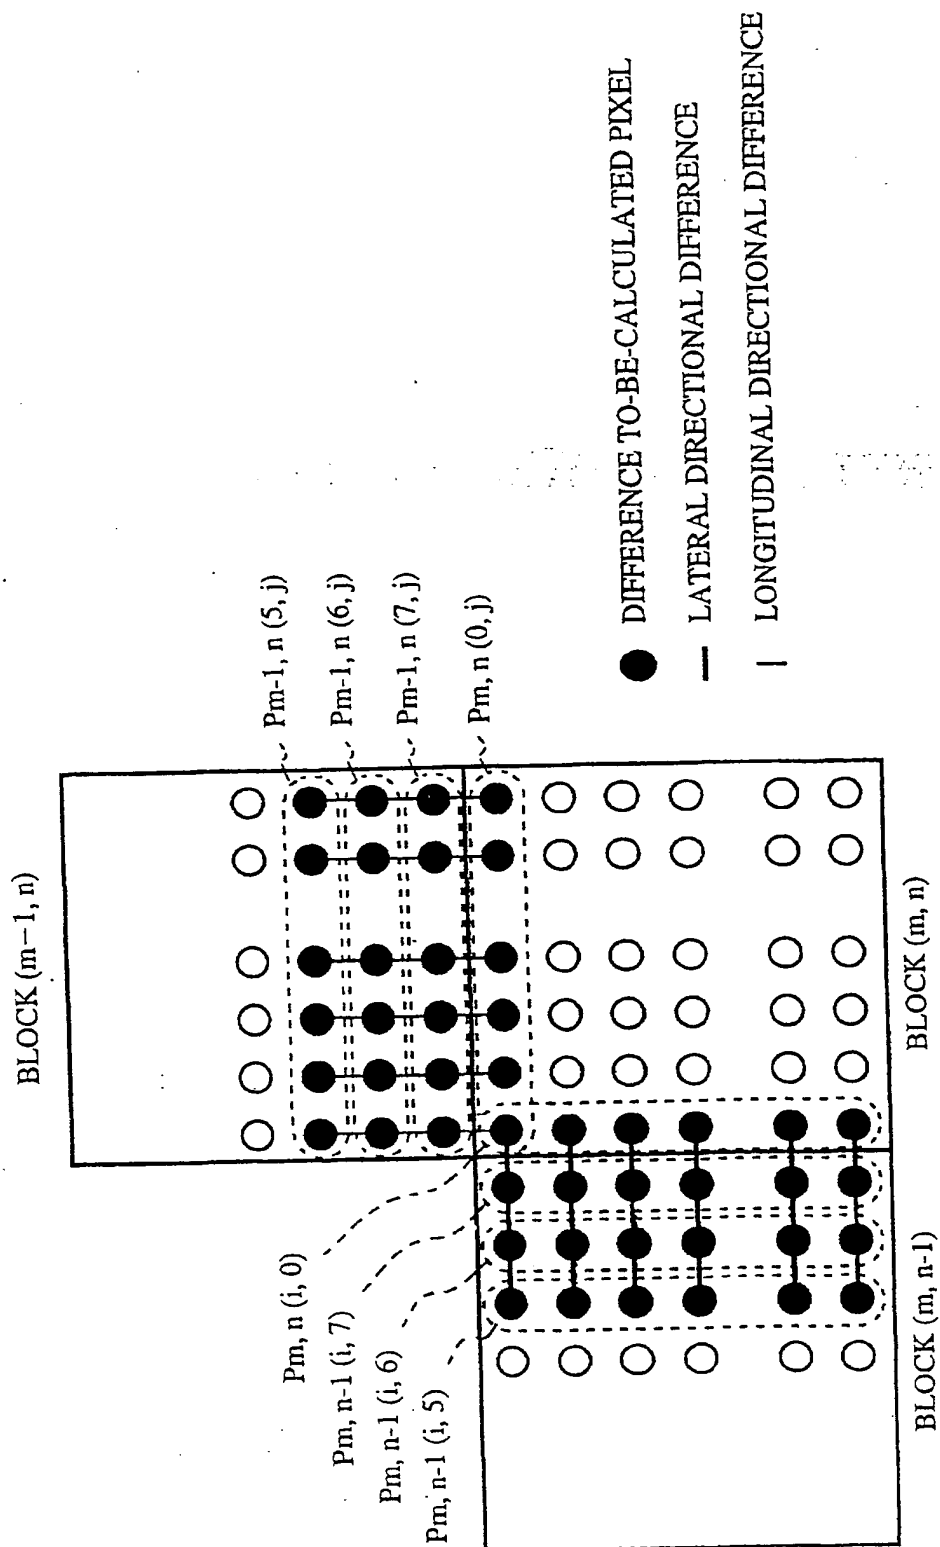 BLOCK (m−1, n)
Pm-1, n (5, j)
Pm-1, n (6, j)
Pm-1, n (7, j)
Pm, n (0, j)
Pm, n (i, 0)
Pm, n-1 (i, 7)
Pm, n-1 (i, 6)
Pm, n-1 (i, 5)
BLOCK (m, n-1)
BLOCK (m, n)
DIFFERENCE TO-BE-CALCULATED PIXEL
LATERAL DIRECTIONAL DIFFERENCE
LONGITUDINAL DIRECTIONAL DIFFERENCE